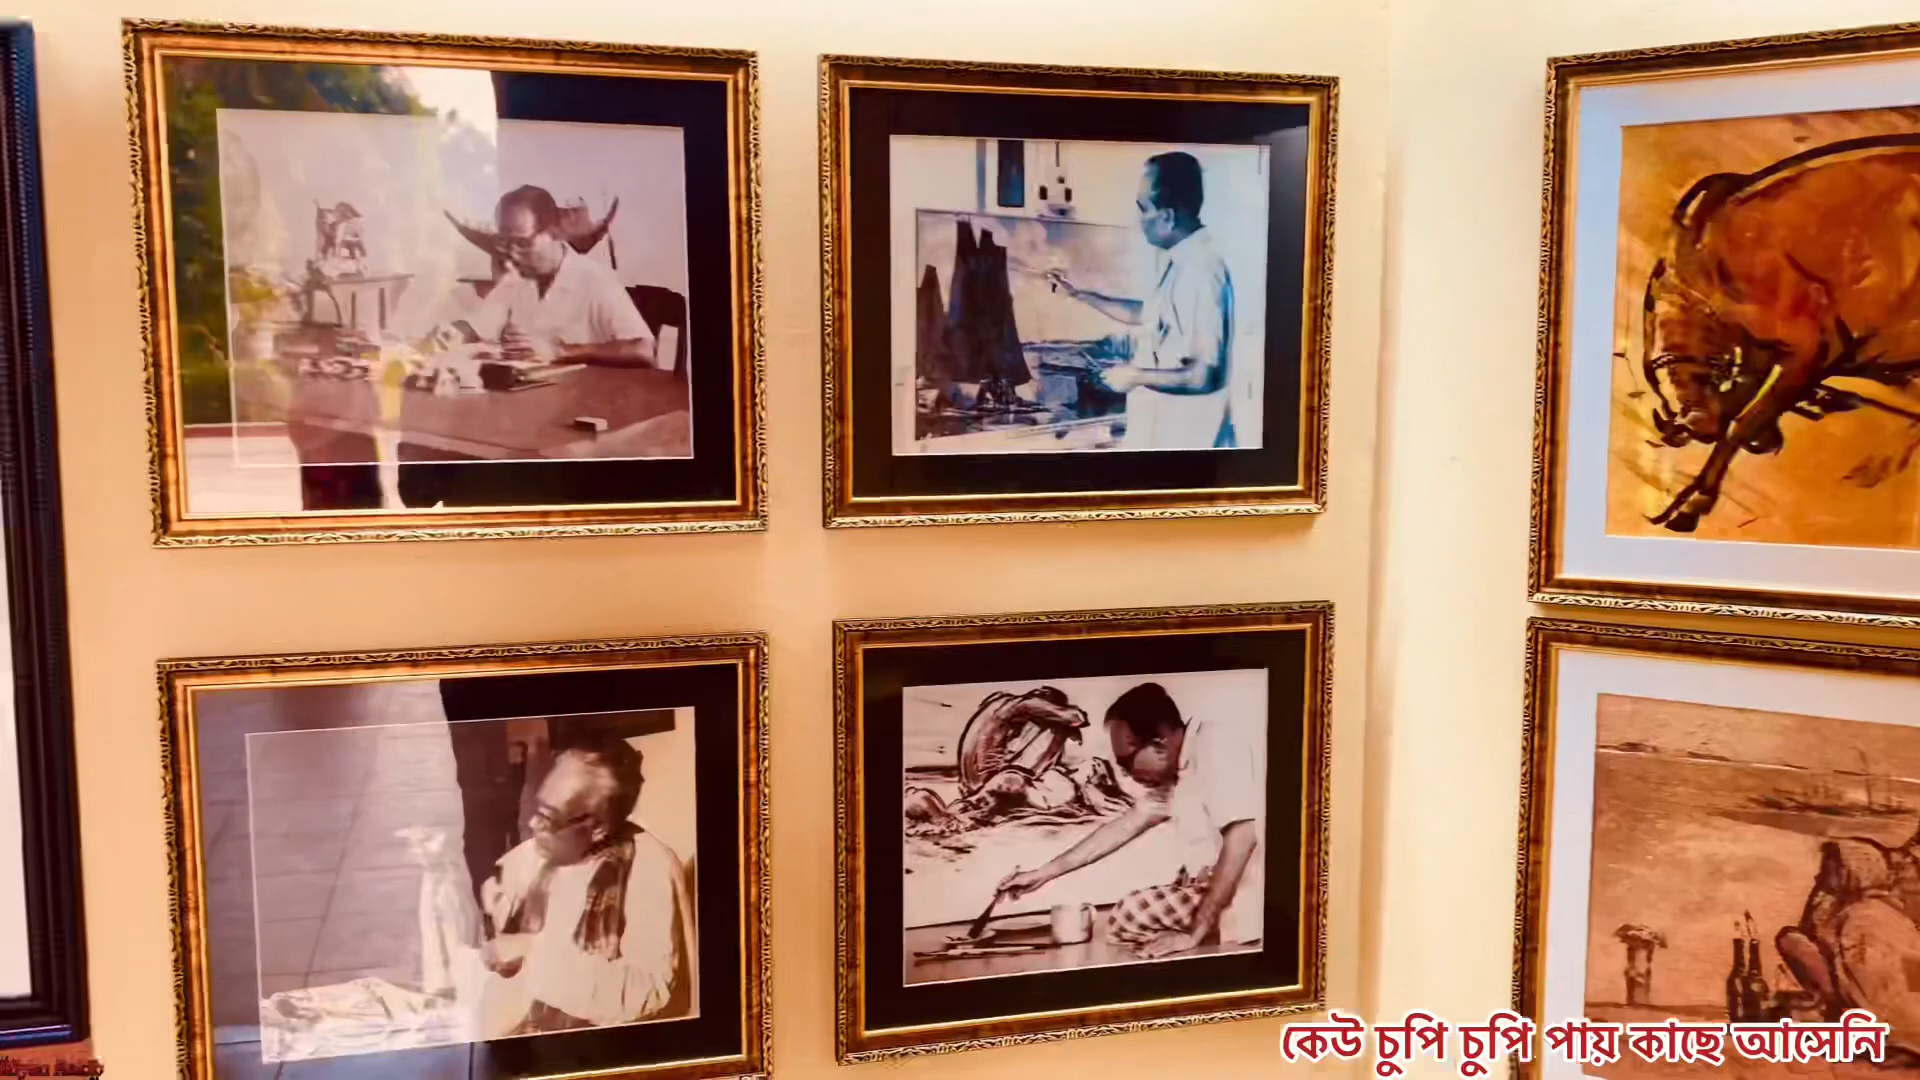 কেউ চুপি চুপি পায় কাছে আসেনি